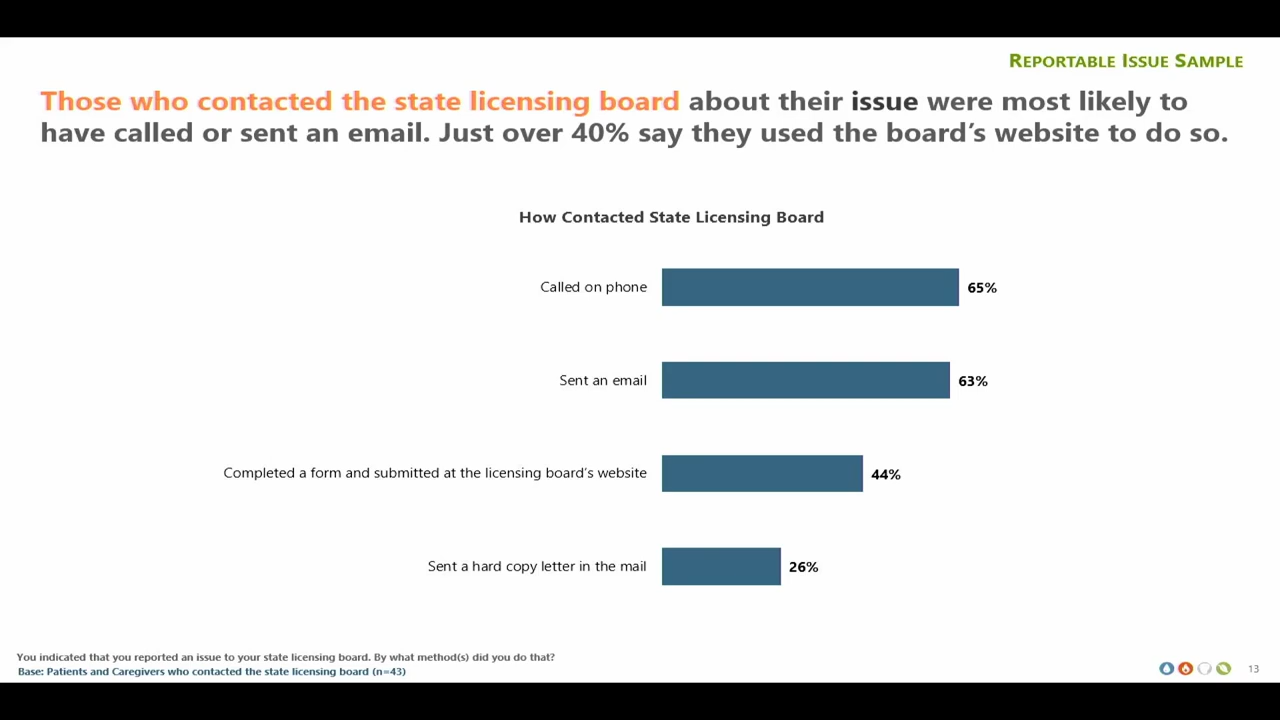 REPORTABLE ISSUE SAMPLE
Those who contacted the state licensing board about their issue were most likely to
have called or sent an email. Just over 40% say they used the board's website to do so.
How Contacted State Licensing Board
Called on phone 65%
Sent an email 63%
Completed a form and submitted at the licensing board's website 44%
Sent a hard copy letter in the mail 26%
You indicated that you reported an issue to your state licensing board. By what method(s) did you do that?
Base: Patients and Caregivers who contacted the state licensing board (n=43)
13